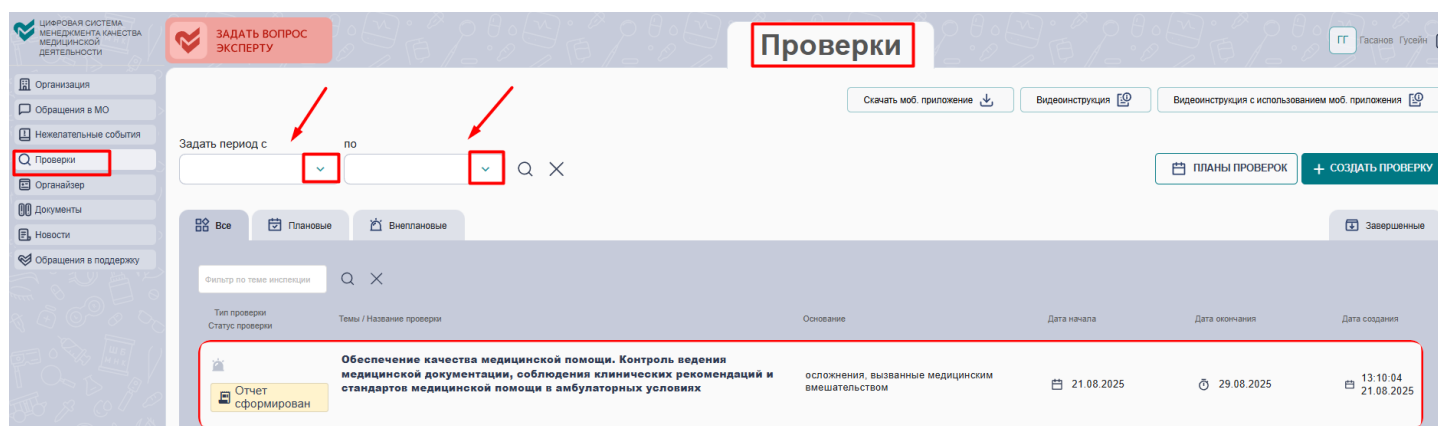 ЦИФРОВАЯ СИСТЕМА
МЕНЕДЖМЕНТА КАЧЕСТВА
МЕДИЦИНСКОЙ
ДЕЯТЕЛЬНОСТИ
ЗАДАТЬ ВОПРОС
ЭКСПЕРТУ
Проверки
ГГ Гасанов Гусейн
Организация
Обращения в МО
Нежелательные события
Проверки
Органайзер
Документы
Новости
Обращения в поддержку
Скачать моб. приложение
Видеоинструкция
Видеоинструкция с использованием моб. приложения
Задать период с по
ПЛАНЫ ПРОВЕРОК
+ СОЗДАТЬ ПРОВЕРКУ
Все Плановые Внеплановые Завершенные
Фильтр по теме инспекции
Тип проверки
Статус проверки
Темы / Название проверки
Основание
Дата начала
Дата окончания
Дата создания
Отчет
сформирован
Обеспечение качества медицинской помощи. Контроль ведения
медицинской документации, соблюдения клинических рекомендаций и
стандартов медицинской помощи в амбулаторных условиях
осложнения, вызванные медицинским
вмешательством
21.08.2025
29.08.2025
13:10:04
21.08.2025